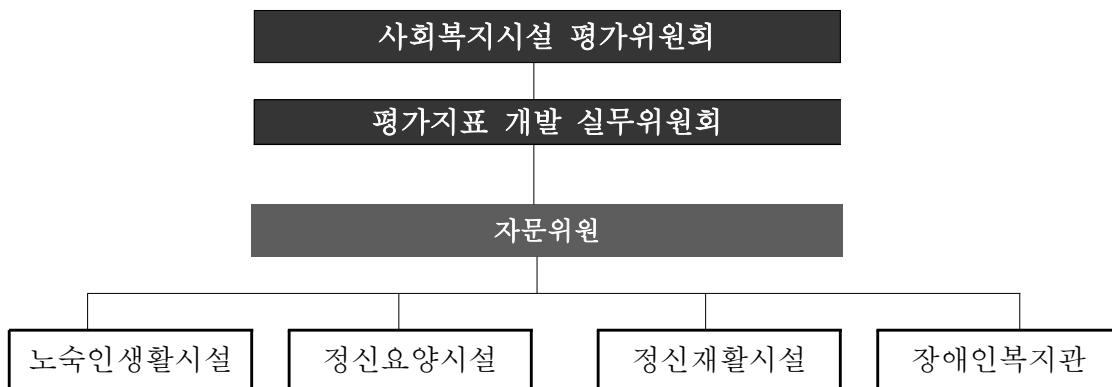 사회복지시설 평가위원회
평가지표 개발 실무위원회
자문위원
노숙인생활시설
정신요양시설
정신재활시설
장애인복지관